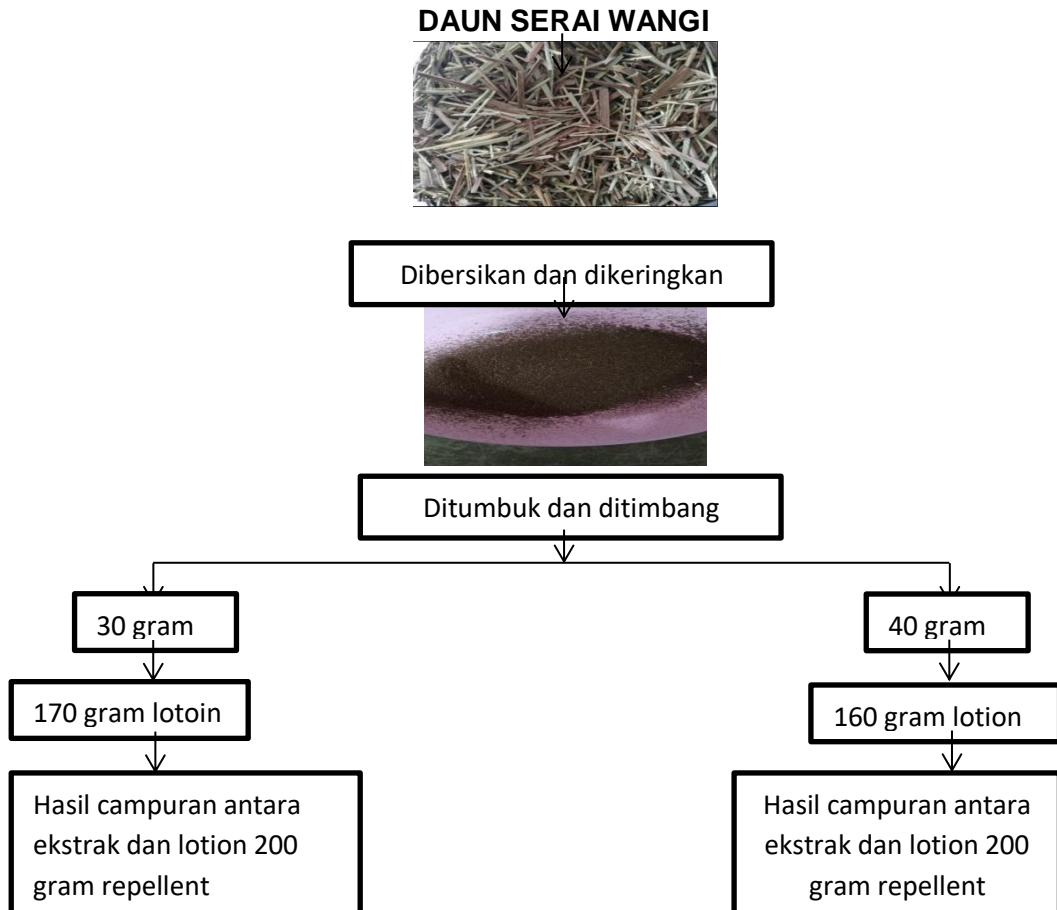 DAUN SERAI WANGI
Dibersikan dan dikeringkan
Ditumbuk dan ditimbang
30 gram
40 gram
170 gram lotoin
160 gram lotion
Hasil campuran antara
ekstrak dan lotion 200
gram repellent
Hasil campuran antara
ekstrak dan lotion 200
gram repellent